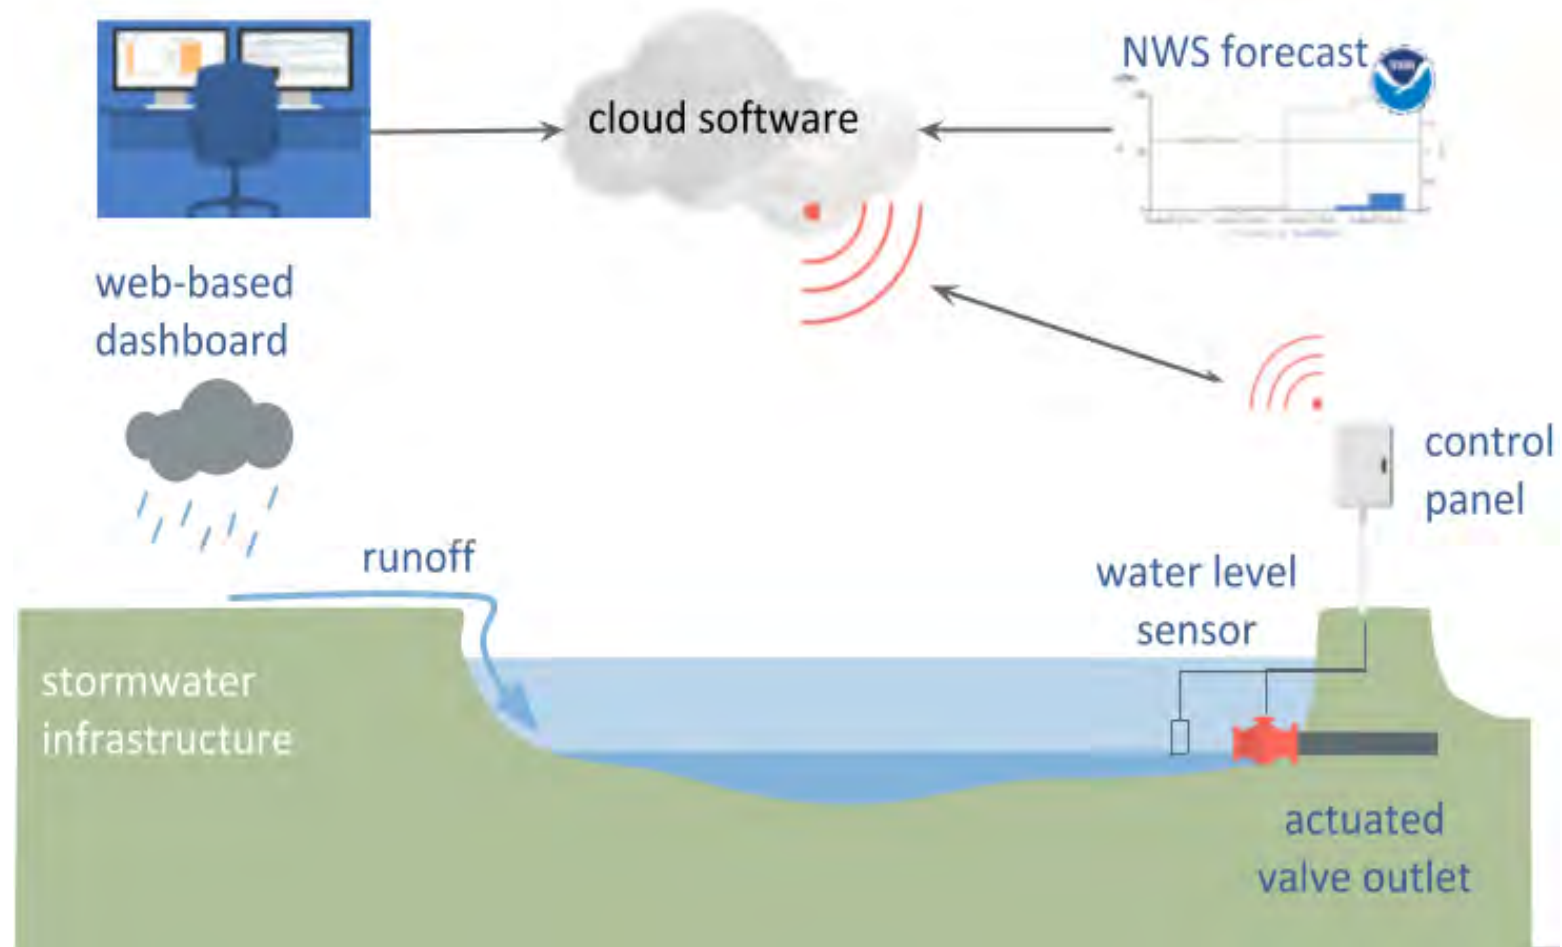 NWS forecast
cloud software
web-based
dashboard
control
panel
runoff
water level
sensor
stormwater
infrastructure
actuated
valve outlet